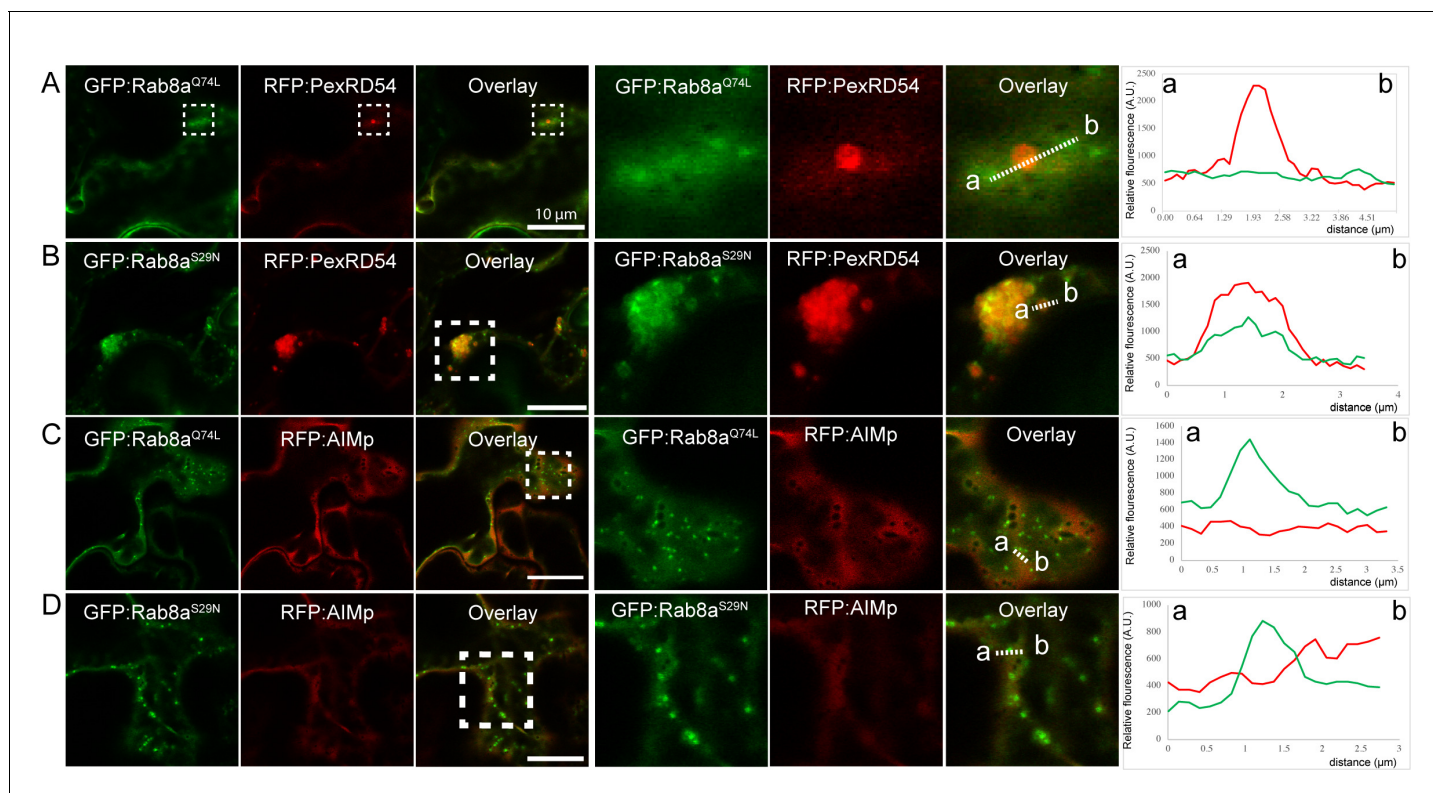 A GFP:Rab8aQ74L RFP:PexRD54 Overlay GFP:Rab8aQ74L RFP:PexRD54 Overlay
10 µm
a b
a b
Relative flourescence (A.U.)
2500
2000
1500
1000
500
0
0.00 0.64 1.29 1.93 2.58 3.22 3.86 4.51
distance (µm)
B GFP:Rab8aS29N RFP:PexRD54 Overlay GFP:Rab8aS29N RFP:PexRD54 Overlay
a b
a b
Relative flourescence (A.U.)
2500
2000
1500
1000
500
0
0 1 2 3 4
distance (µm)
C GFP:Rab8aQ74L RFP:AIMp Overlay GFP:Rab8aQ74L RFP:AIMp Overlay
a b
a b
Relative flourescence (A.U.)
1600
1400
1200
1000
800
600
400
200
0
0 0.5 1 1.5 2 2.5 3 3.5
distance (µm)
D GFP:Rab8aS29N RFP:AIMp Overlay GFP:Rab8aS29N RFP:AIMp Overlay
a b
a b
Relative flourescence (A.U.)
1000
800
600
400
200
0
0 0.5 1 1.5 2 2.5 3
distance (µm)